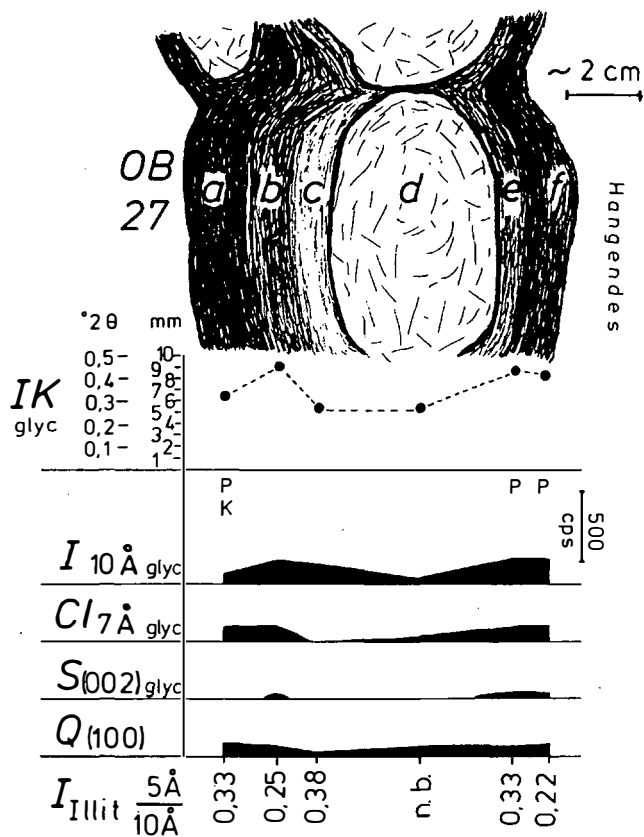 ~ 2 cm
OB
27
a b c d e f
Hangendes
°2θ mm
IK
glyc
0,5
0,4
0,3
0,2
0,1
10
9
8
7
6
5
4
3
2
1
P P P
K
500
cps
I 10Å glyc
Cl 7Å glyc
S(002) glyc
Q(100)
I Illit 5Å/10Å
0,33 0,25 0,38 n.b. 0,33 0,22